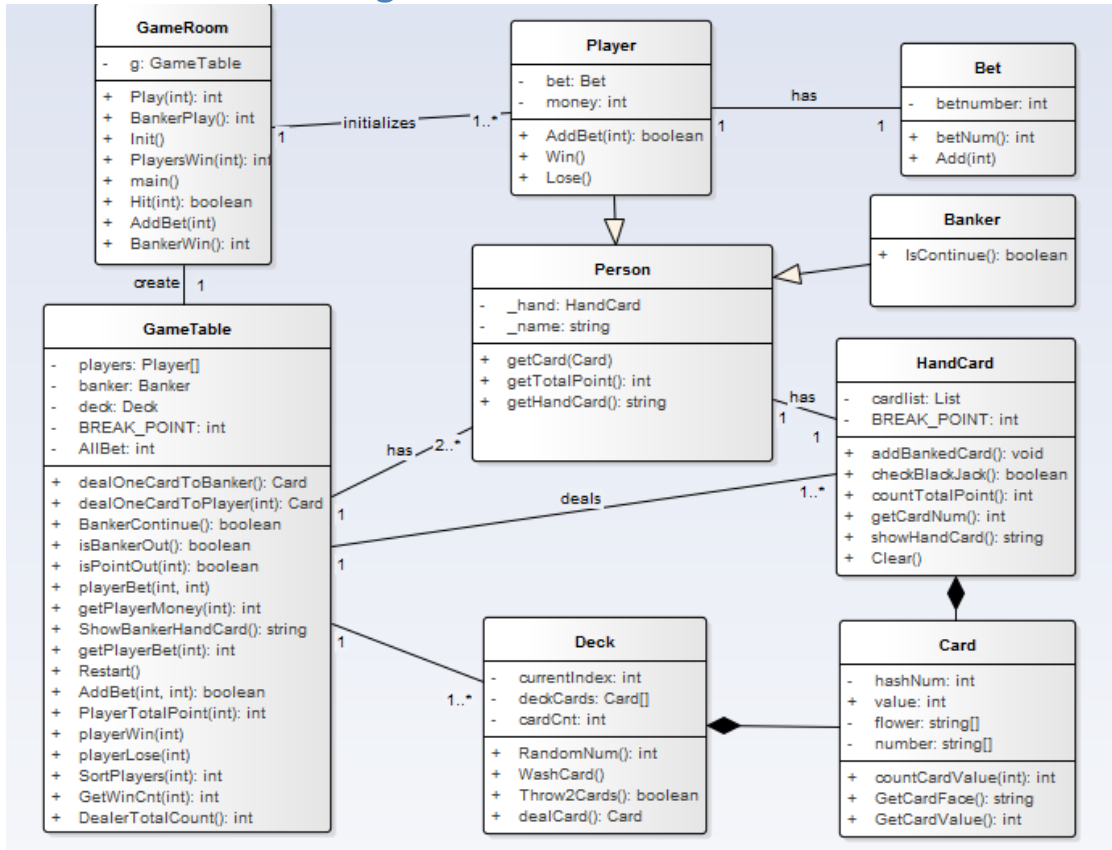 GameRoom
- g: GameTable
+ Play(int): int
+ BankerPlay(): int
+ Init()
+ PlayersWin(int): int
+ main()
+ Hit(int): boolean
+ AddBet(int)
+ BankerWin(): int
1
initializes
1..*
Player
- bet: Bet
- money: int
+ AddBet(int): boolean
+ Win()
+ Lose()
has
1
1
Bet
- betnumber: int
+ betNum(): int
+ Add(int)
Banker
+ IsContinue(): boolean
create
1
Person
- _hand: HandCard
- _name: string
+ getCard(Card)
+ getTotalPoint(): int
+ getHandCard(): string
GameTable
- players: Player[]
- banker: Banker
- deck: Deck
- BREAK_POINT: int
- AllBet: int
+ dealOneCardToBanker(): Card
+ dealOneCardToPlayer(int): Card
+ BankerContinue(): boolean
+ isBankerOut(): boolean
+ isPointOut(int): boolean
+ playerBet(int, int)
+ getPlayerMoney(int): int
+ ShowBankerHandCard(): string
+ getPlayerBet(int): int
+ Restart()
+ AddBet(int, int): boolean
+ PlayerTotalPoint(int): int
+ playerWin(int)
+ playerLose(int)
+ SortPlayers(int): int
+ GetWinCnt(int): int
+ DealerTotalCount(): int
has
2..*
1
has
1
1
HandCard
- cardlist: List
- BREAK_POINT: int
+ addBankedCard(): void
+ checkBlackJack(): boolean
+ countTotalPoint(): int
+ getCardNum(): int
+ showHandCard(): string
+ Clear()
deals
1..*
1
1
1..*
Deck
- currentIndex: int
- deckCards: Card[]
- cardCnt: int
+ RandomNum(): int
+ WashCard()
+ Throw2Cards(): boolean
+ dealCard(): Card
Card
- hashNum: int
+ value: int
- flower: string[]
- number: string[]
+ countCardValue(int): int
+ GetCardFace(): string
+ GetCardValue(): int